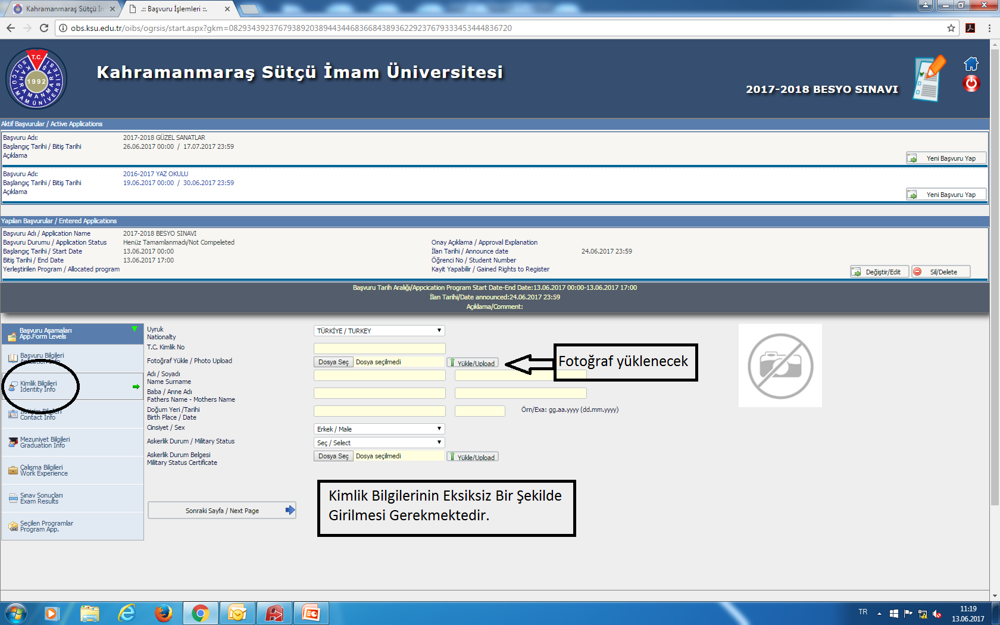 Kahramanmaraş Sütçü İm
.:: Başvuru İşlemleri ::.
obs.ksu.edu.tr/oibs/ogrsis/start.aspx?gkm=0829343923767938920389443446836684389362292376793334534448367​20
T.C.
KAHRAMANMARAŞ SÜTÇÜ İMAM ÜNİVERSİTESİ
1992
Kahramanmaraş Sütçü İmam Üniversitesi
2017-2018 BESYO SINAVI
Aktif Başvurular / Active Applications
Başvuru Adı: 2017-2018 GÜZEL SANATLAR
Başlangıç Tarihi / Bitiş Tarihi 26.06.2017 00:00 / 17.07.2017 23:59
Açıklama
Yeni Başvuru Yap
Başvuru Adı: 2016-2017 YAZ OKULU
Başlangıç Tarihi / Bitiş Tarihi 19.06.2017 00:00 / 30.06.2017 23:59
Açıklama
Yeni Başvuru Yap
Yapılan Başvurular / Entered Applications
Başvuru Adı / Application Name 2017-2018 BESYO SINAVI
Başvuru Durumu / Application Status Henüz Tamamlanmadı/Not Compeleted Onay Açıklama / Approval Explanation
Başlangıç Tarihi / Start Date 13.06.2017 00:00 İlan Tarihi / Announce date 24.06.2017 23:59
Bitiş Tarihi / End Date 13.06.2017 17:00 Öğrenci No / Student Number
Yerleştirilen Program / Allocated program Kayit Yapabilir / Gained Rights to Register
Değiştir/Edit Sil/Delete
Başvuru Tarih Aralığı/Appcication Program Start Date-End Date:13.06.2017 00:00-13.06.2017 17:00
İlan Tarihi/Date announced:24.06.2017 23:59
Açıklama/Comment:
Başvuru Aşamaları
App.Form Levels
Başvuru Bilgileri
Kimlik Bilgileri
Identity Info
İletişim Bilgileri
Contact Info
Mezuniyet Bilgileri
Graduation Info
Çalışma Bilgileri
Work Experience
Sınav Sonuçları
Exam Results
Seçilen Programlar
Program App.
Uyruk
Nationalty
TÜRKİYE / TURKEY
T.C. Kimlik No
Fotoğraf Yükle / Photo Upload
Dosya Seç Dosya seçilmedi Yükle/Upload
Fotoğraf yüklenecek
Adı / Soyadı
Name Surname
Baba / Anne Adı
Fathers Name - Mothers Name
Doğum Yeri /Tarihi
Birth Place / Date
Örn/Exa: gg.aa.yyyy (dd.mm.yyyy)
Cinsiyet / Sex
Erkek / Male
Askerlik Durum / Military Status
Seç / Select
Askerlik Durum Belgesi
Military Status Certificate
Dosya Seç Dosya seçilmedi Yükle/Upload
Kimlik Bilgilerinin Eksiksiz Bir Şekilde
Girilmesi Gerekmektedir.
Sonraki Sayfa / Next Page
TR
11:19
13.06.2017